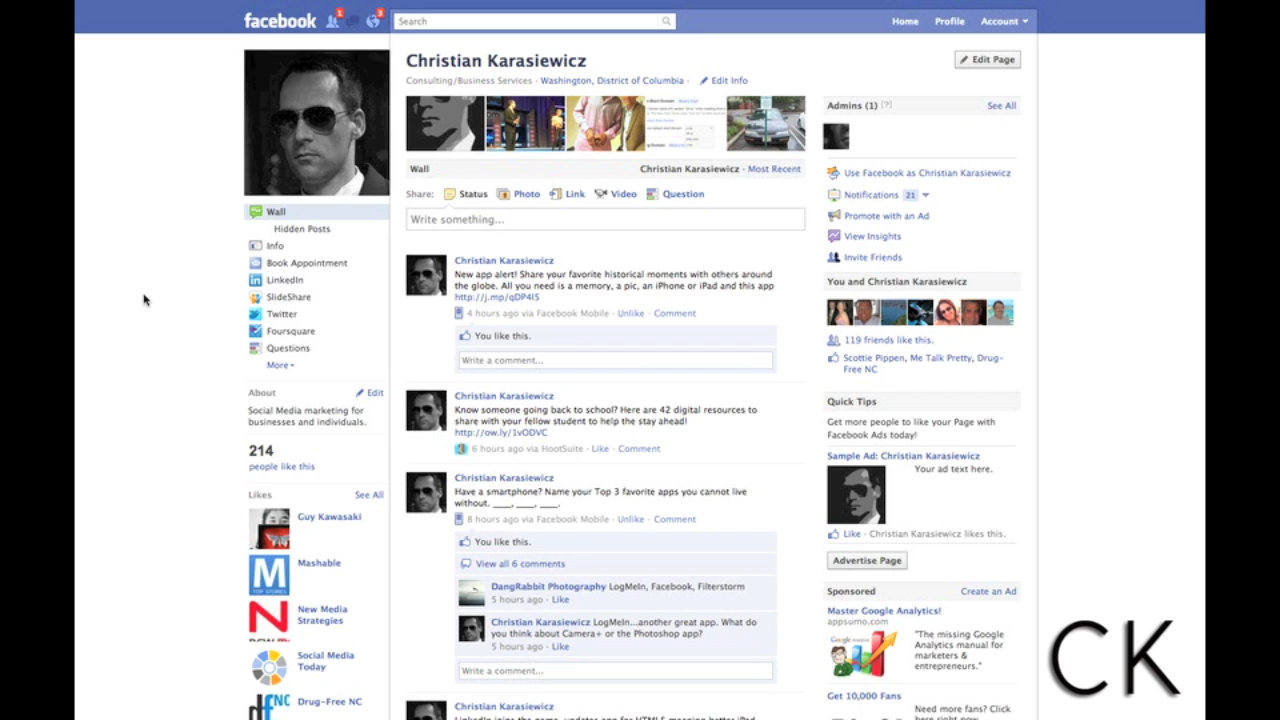 facebook
1
3
Search
Home
Profile
Account
Christian Karasiewicz
Edit Page
Consulting/Business Services · Washington, District of Columbia ·
Edit Info
Wall
Christian Karasiewicz · Most Recent
Share:
Status
Photo
Link
Video
Question
Write something...
Wall
Hidden Posts
Info
Book Appointment
LinkedIn
SlideShare
Twitter
Foursquare
Questions
More
About
Edit
Social Media marketing for
businesses and individuals.
214
people like this
Likes
See All
Guy Kawasaki
Mashable
M
New Media
Strategies
N
Social Media
Today
Drug-Free NC
dfNC
Christian Karasiewicz
New app alert! Share your favorite historical moments with others around
the globe. All you need is a memory, a pic, an iPhone or iPad and this app
http://j.mp/qDP4IS
4 hours ago via Facebook Mobile · Unlike · Comment
You like this.
Write a comment...
Christian Karasiewicz
Know someone going back to school? Here are 42 digital resources to
share with your fellow student to help the stay ahead!
http://ow.ly/1vODVC
6 hours ago via HootSuite · Like · Comment
Christian Karasiewicz
Have a smartphone? Name your Top 3 favorite apps you cannot live
without. ____, ____, ____.
8 hours ago via Facebook Mobile · Unlike · Comment
You like this.
View all 6 comments
DangRabbit Photography LogMeIn, Facebook, Filterstorm
5 hours ago · Like
Christian Karasiewicz LogMeIn...another great app. What do
you think about Camera+ or the Photoshop app?
5 hours ago · Like
Write a comment...
Christian Karasiewicz
Admins (1) [?]
See All
Use Facebook as Christian Karasiewicz
Notifications 21
Promote with an Ad
View Insights
Invite Friends
You and Christian Karasiewicz
119 friends like this.
Scottie Pippen, Me Talk Pretty, Drug-
Free NC
Quick Tips
Get more people to like your Page with
Facebook Ads today!
Sample Ad: Christian Karasiewicz
Your ad text here.
Like · Christian Karasiewicz likes this.
Advertise Page
Sponsored
Create an Ad
Master Google Analytics!
appsumo.com
"The missing Google
Analytics manual for
marketers &
entrepreneurs."
Get 10,000 Fans
Need more fans? Click
CK